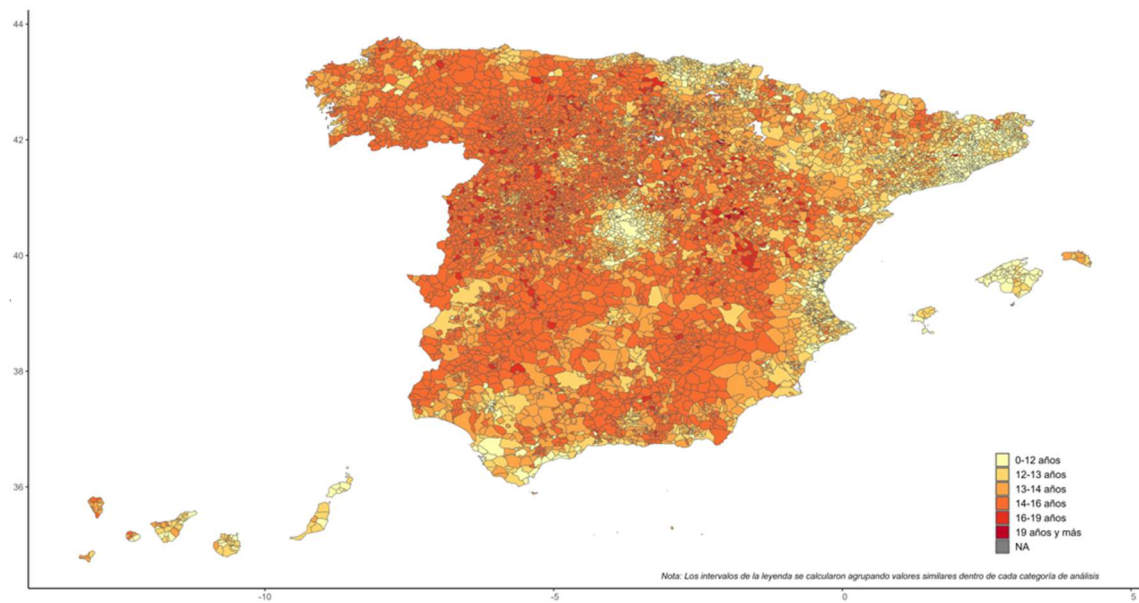 44
42
40
38
36
0-12 años
12-13 años
13-14 años
14-16 años
16-19 años
19 años y más
NA
Nota: Los intervalos de la leyenda se calcularon agrupando valores similares dentro de cada categoría de análisis
-10
-5
0
5